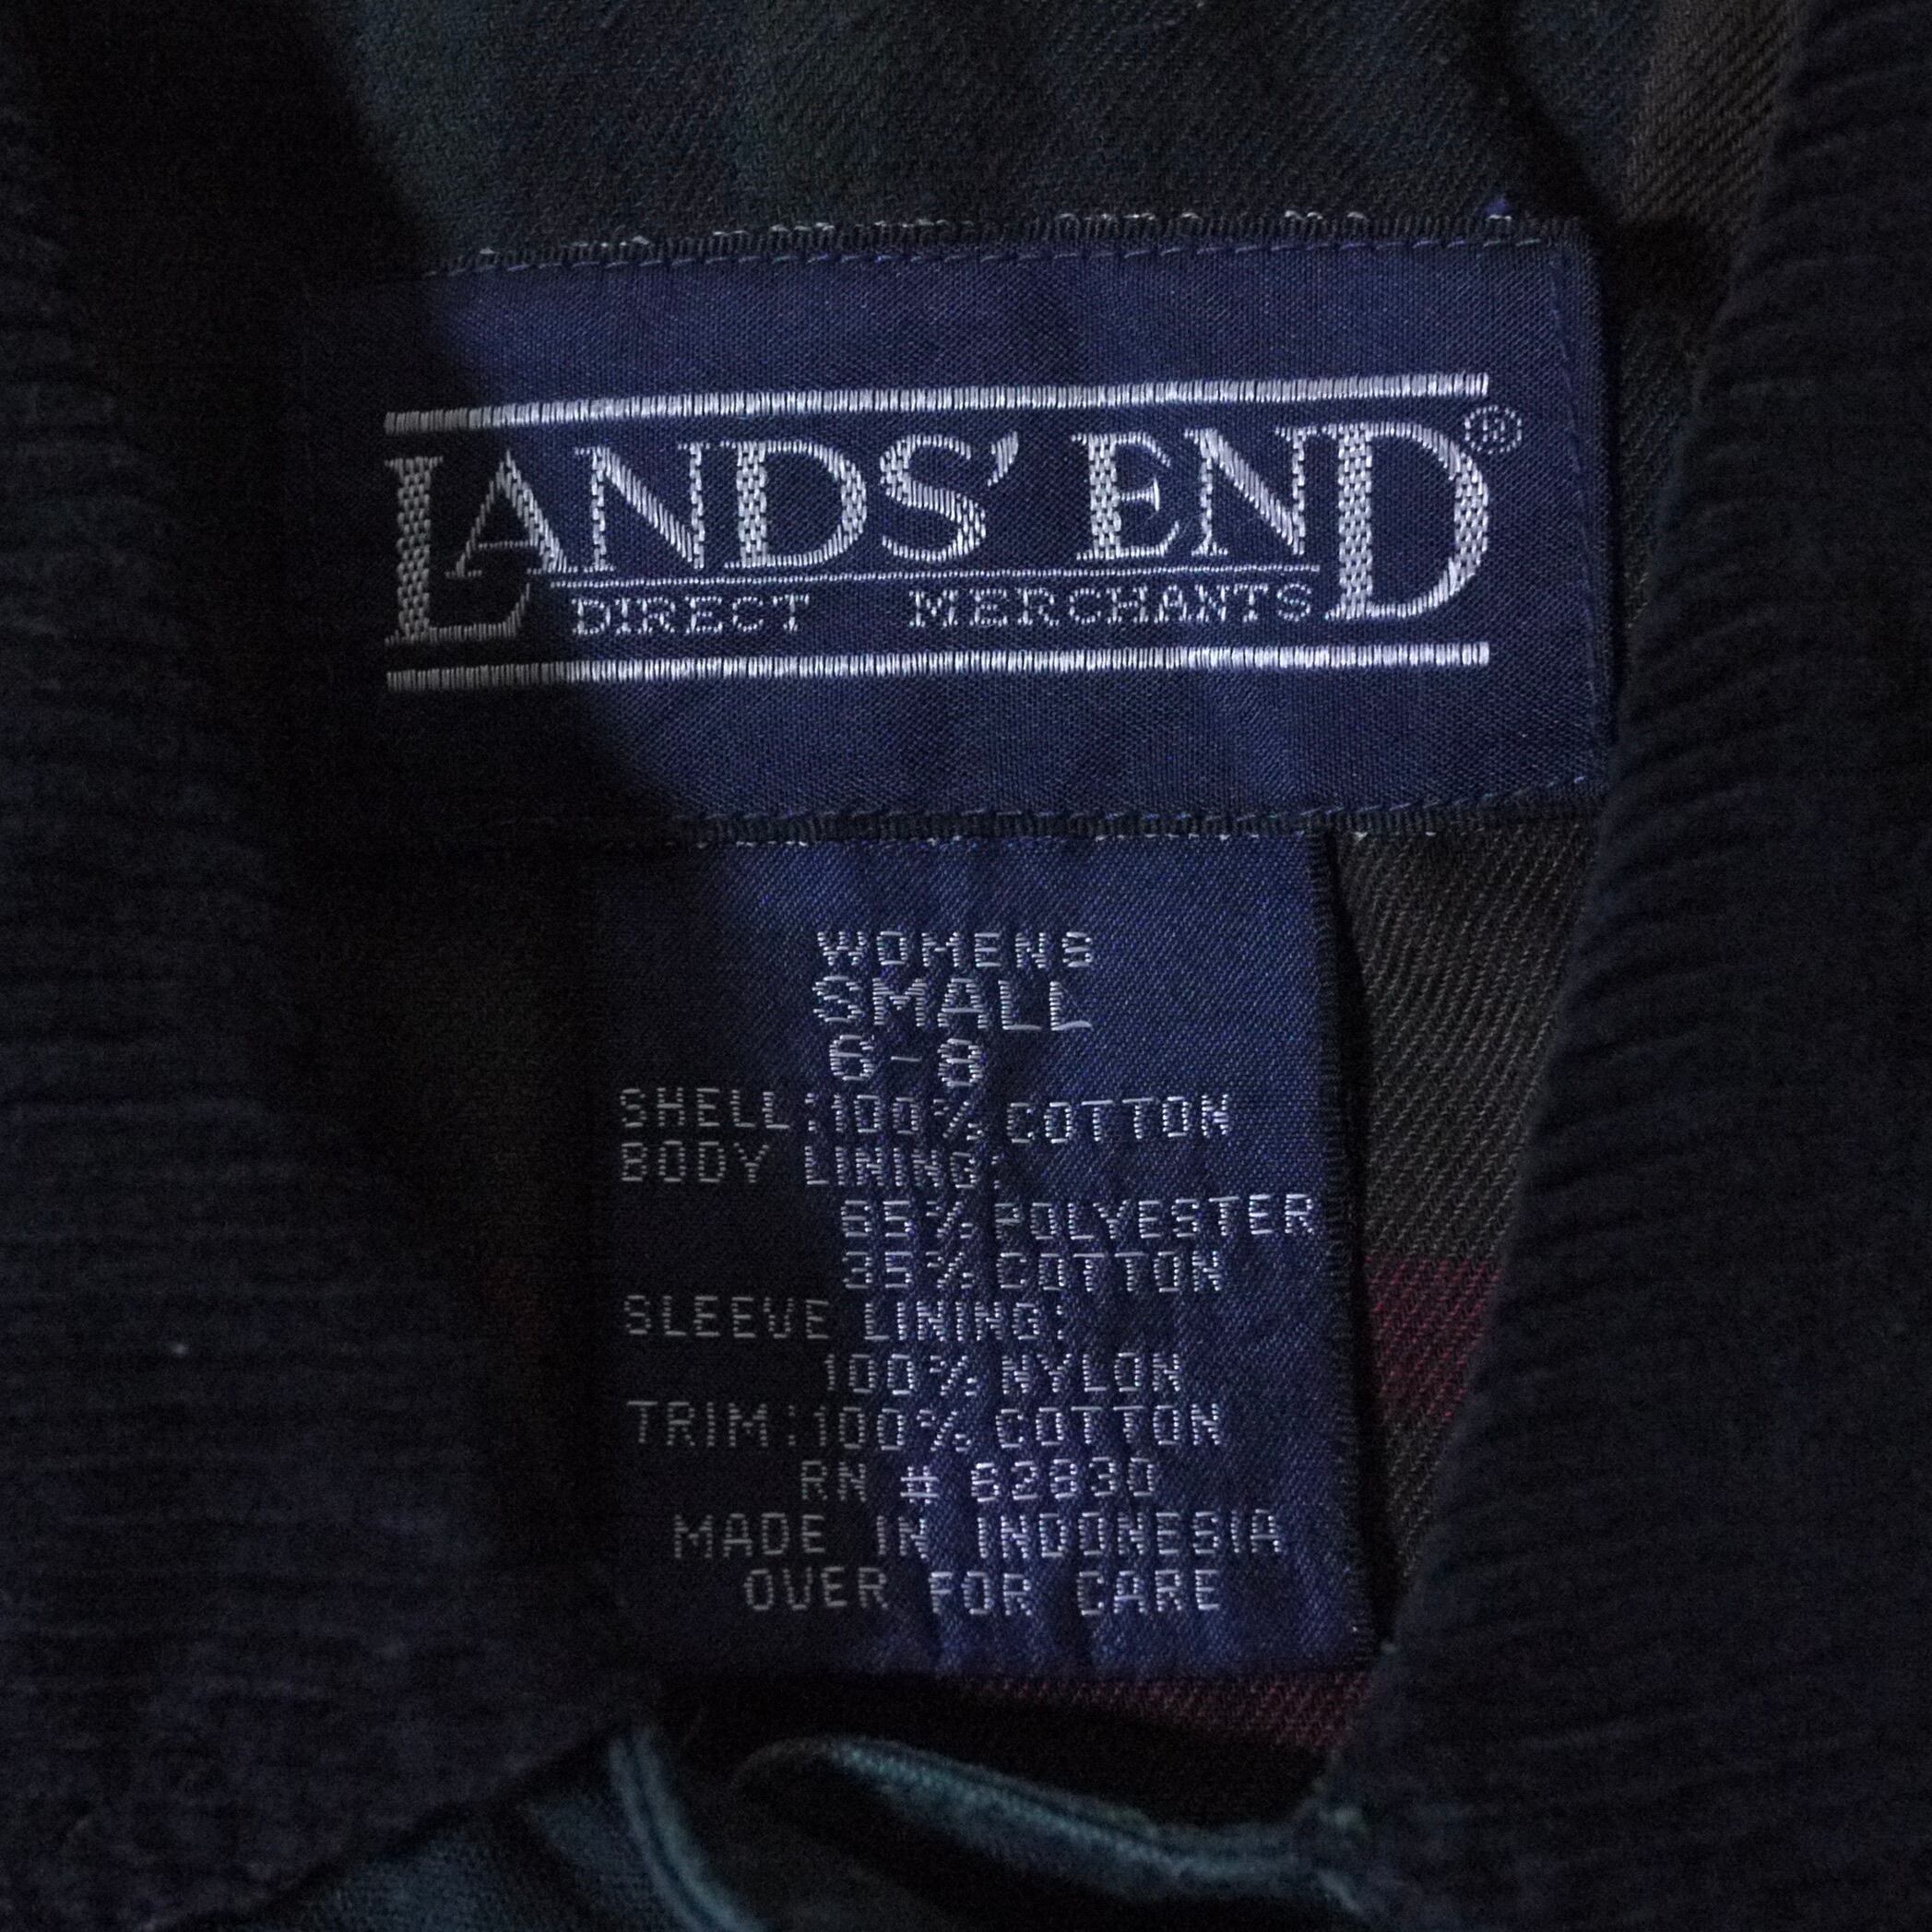 LANDS' END®
DIRECT MERCHANTS
WOMENS
SMALL
6-8
SHELL:100% COTTON
BODY LINING:
65% POLYESTER
35% COTTON
SLEEVE LINING:
100% NYLON
TRIM:100% COTTON
RN # 62830
MADE IN INDONESIA
OVER FOR CARE